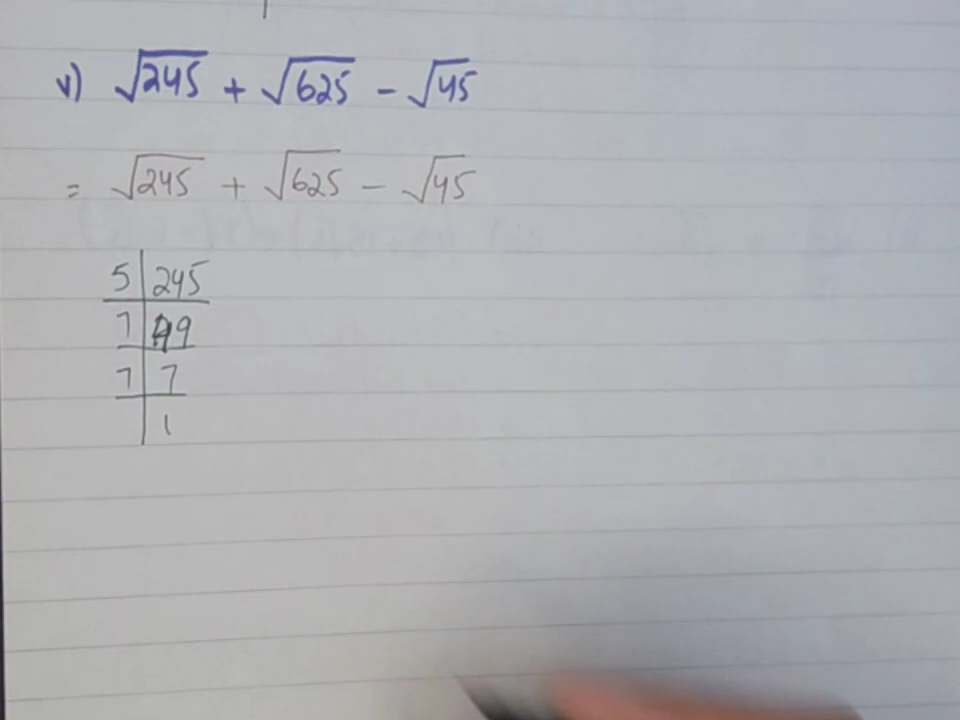 v) √245 + √625 - √45
= √245 + √625 - √45
5 | 245
7 | 49
7 | 7
| 1